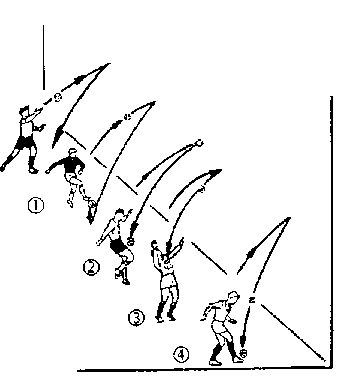 ①
②
③
④